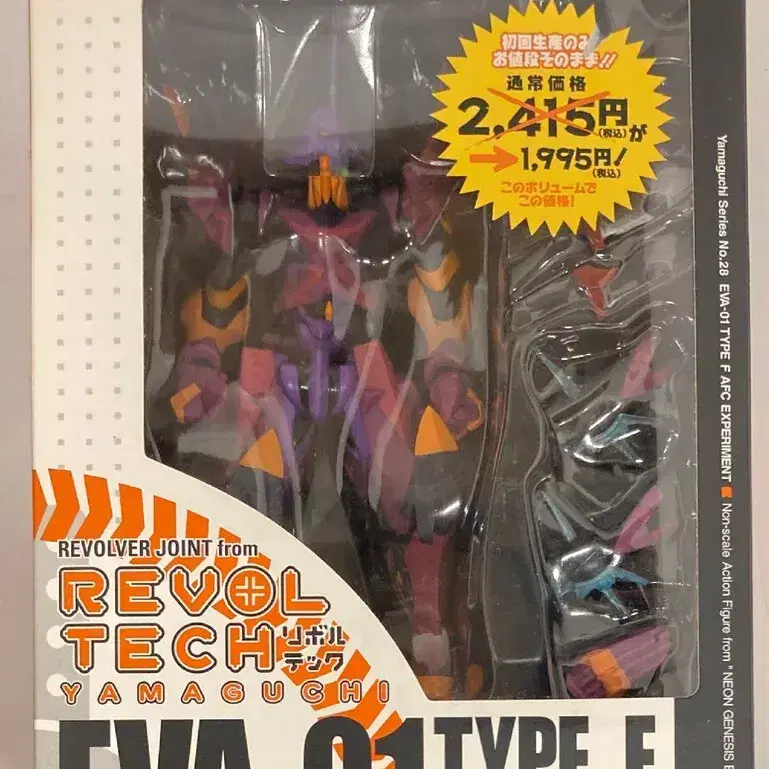 初回生産のみ
お値段そのまま!!
通常価格
2,415円(税込)が
→1,995円!(税込)
このボリュームで
この価格!
Yamaguchi Series No.28 EVA-01 TYPE F AFC EXPERIMENT ■ Non-scale Action Figure from "NEON GENESIS E
REVOLVER JOINT from
REVOL
TECH リボルテック
YAMAGUCHI
EVA-01 TYPE F